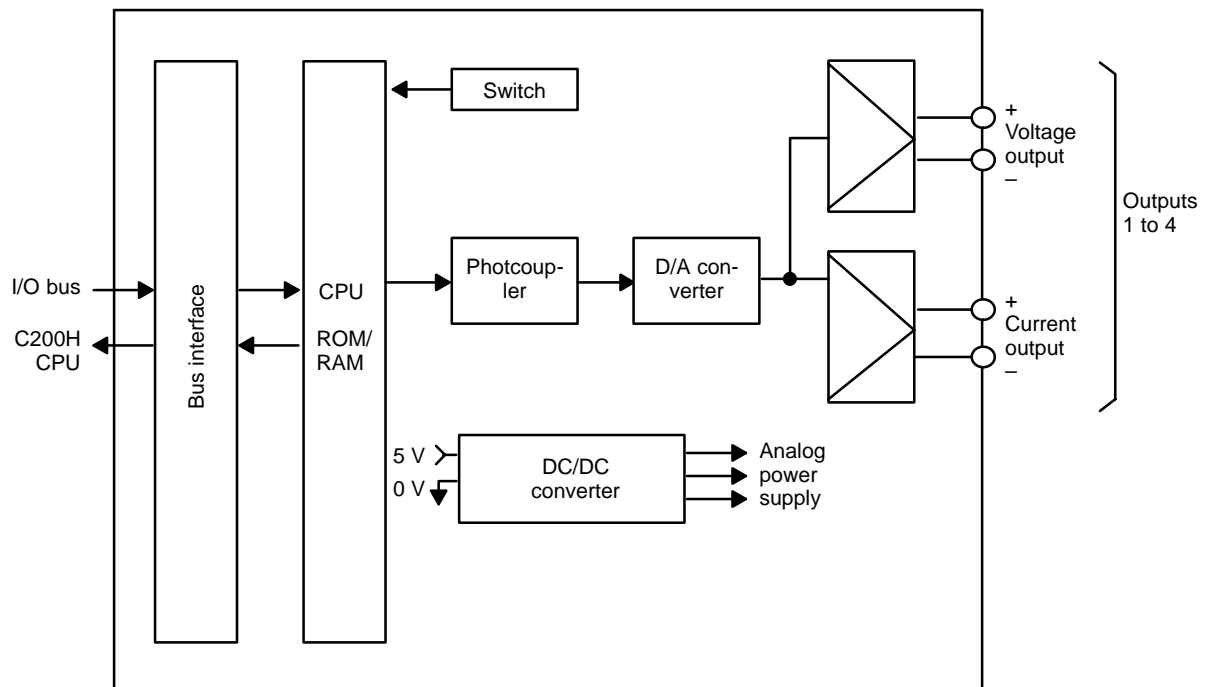 Switch
+
Voltage
output
–
Outputs
1 to 4
Photcoup-
ler
D/A con-
verter
I/O bus
C200H
CPU
Bus interface
CPU
ROM/
RAM
+
Current
output
–
5 V
0 V
DC/DC
converter
Analog
power
supply